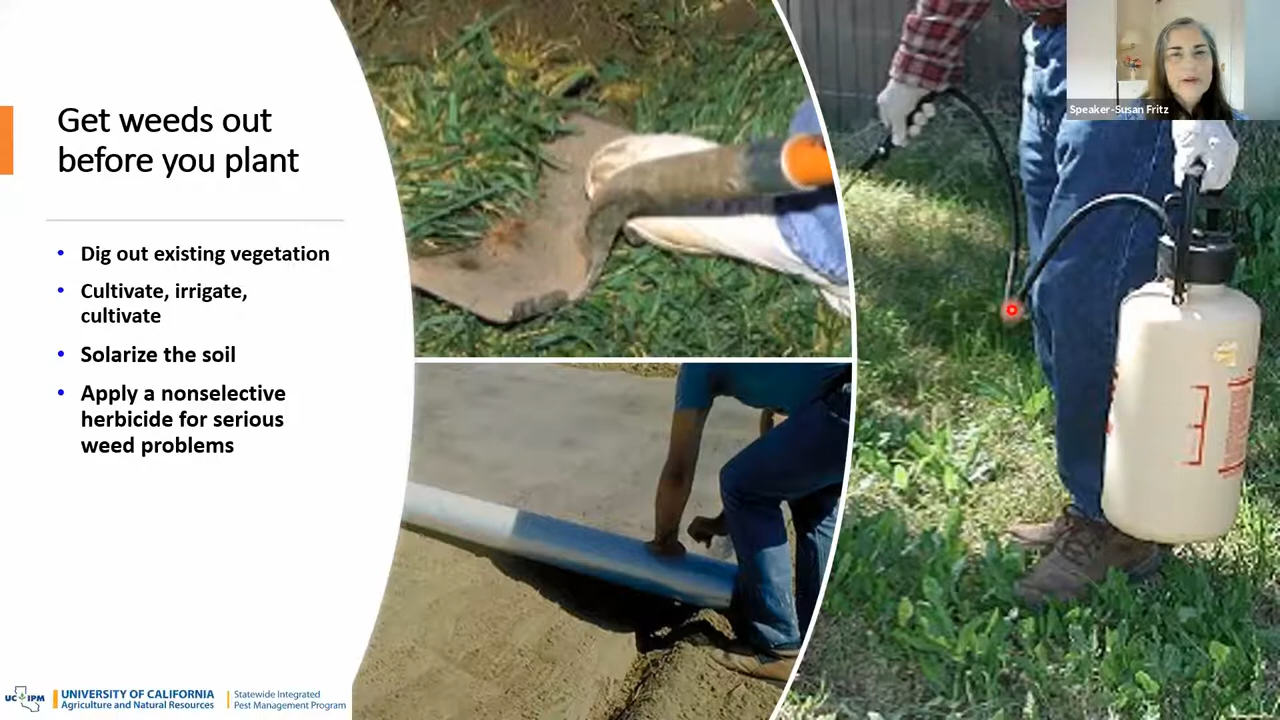 Get weeds out
before you plant
• Dig out existing vegetation
• Cultivate, irrigate,
cultivate
• Solarize the soil
• Apply a nonselective
herbicide for serious
weed problems
Speaker-Susan Fritz
UC IPM
UNIVERSITY OF CALIFORNIA
Agriculture and Natural Resources
Statewide Integrated
Pest Management Program